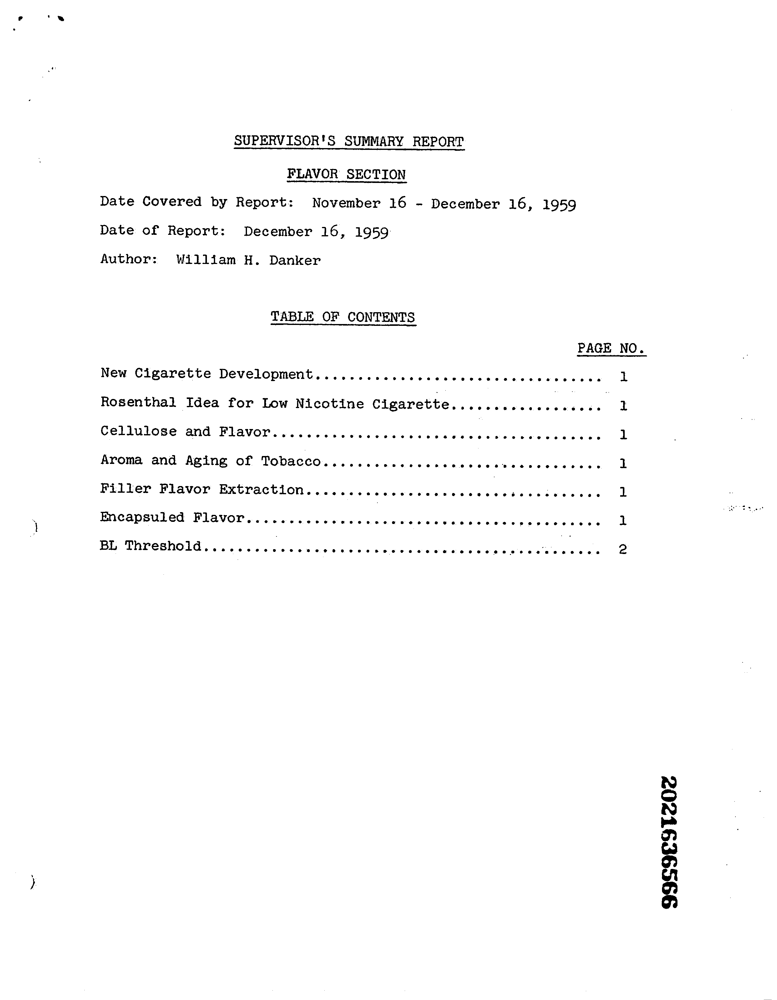 SUPERVISOR'S SUMMARY REPORT
FLAVOR SECTION
Date Covered by Report: November 16 - December 16, 1959
Date of Report: December 16, 1959
Author: William H. Danker
TABLE OF CONTENTS
PAGE NO.
New Cigarette Development.................................. 1
Rosenthal Idea for Low Nicotine Cigarette.................. 1
Cellulose and Flavor....................................... 1
Aroma and Aging of Tobacco................................. 1
Filler Flavor Extraction................................... 1
Encapsuled Flavor.......................................... 1
BL Threshold............................................... 2
2021636566